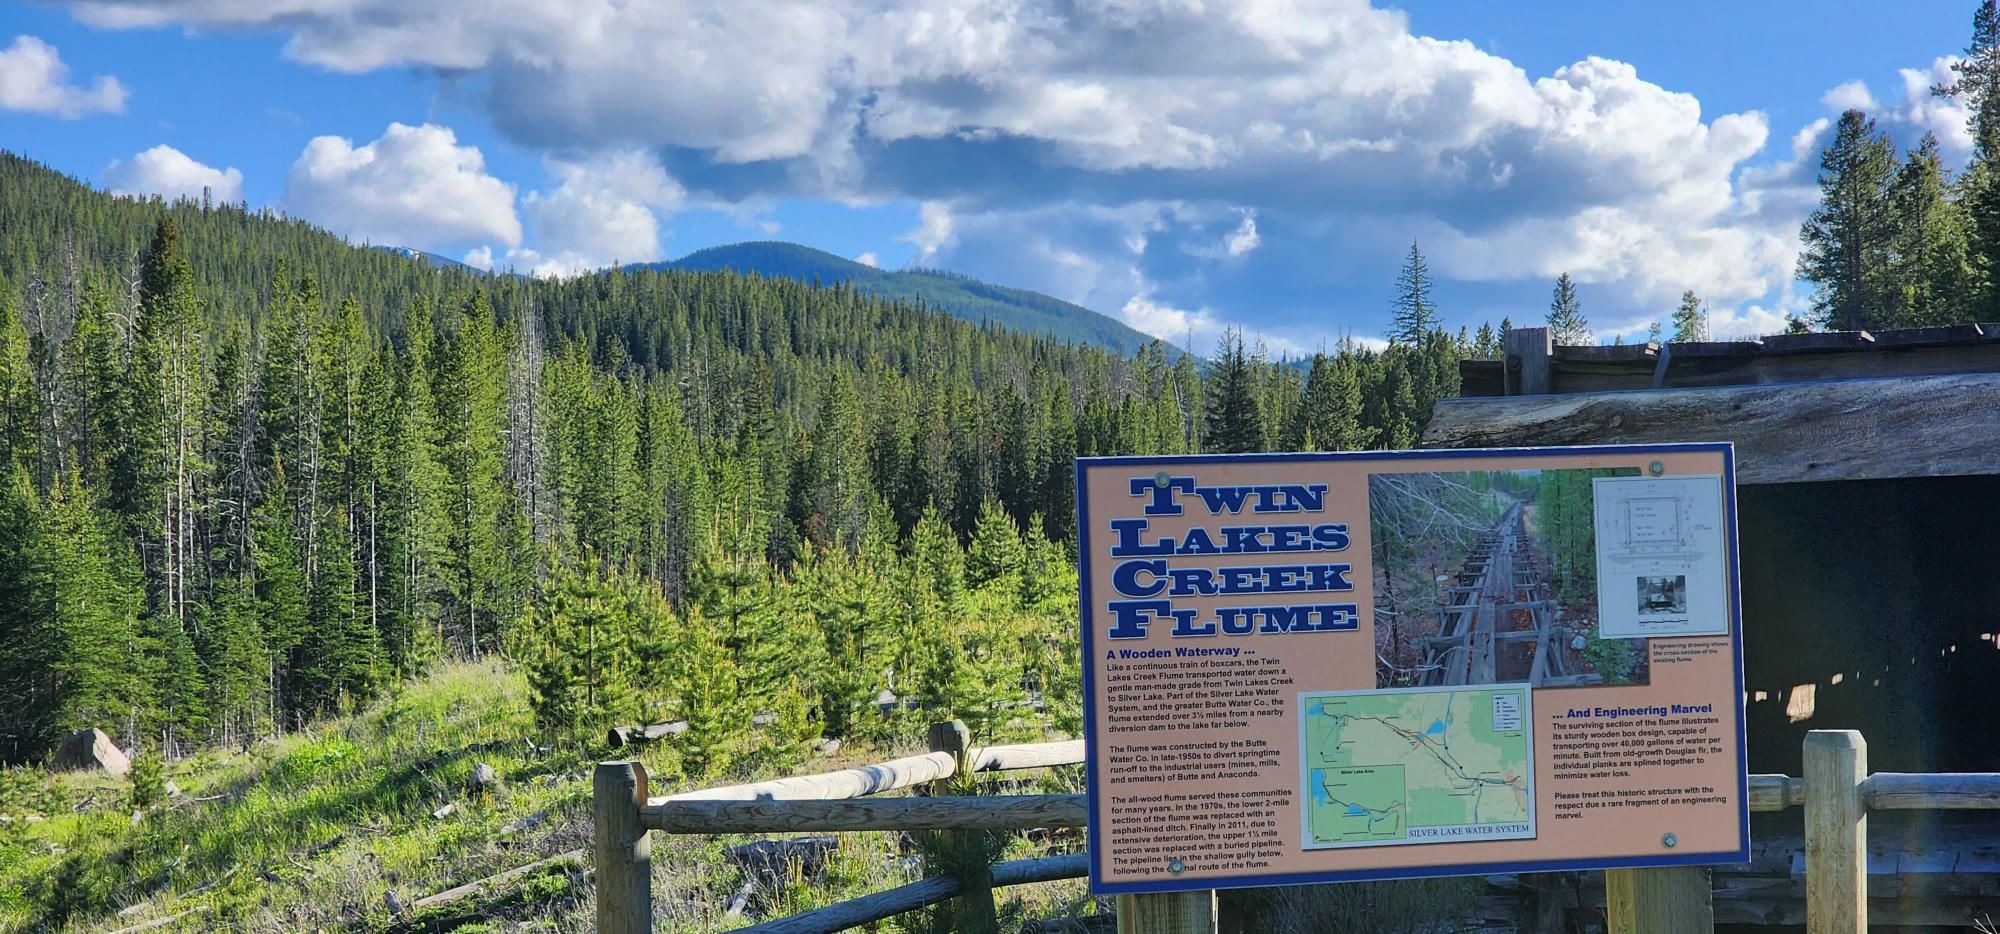 TWIN
LAKES
CREEK
FLUME
A Wooden Waterway ...
Like a continuous train of boxcars, the Twin
Lakes Creek Flume transported water down a
gentle man-made grade from Twin Lakes Creek
to Silver Lake. Part of the Silver Lake Water
System, and the greater Butte Water Co., the
flume extended over 3½ miles from a nearby
diversion dam to the lake far below.
The flume was constructed by the Butte
Water Co. in late-1950s to divert springtime
run-off to the industrial users (mines, mills,
and smelters) of Butte and Anaconda.
The all-wood flume served these communities
for many years. In the 1970s, the lower 2-mile
section of the flume was replaced with an
asphalt-lined ditch. Finally in 2011, due to
extensive deterioration, the upper 1½ mile
section was replaced with a buried pipeline.
The pipeline lies in the shallow gully below,
following the nal route of the flume.
Engineering drawing shows
the cross-section of the
existing flume.
Silver Lake Area
SILVER LAKE WATER SYSTEM
... And Engineering Marvel
The surviving section of the flume illustrates
its sturdy wooden box design, capable of
transporting over 40,000 gallons of water per
minute. Built from old-growth Douglas fir, the
individual planks are splined together to
minimize water loss.
Please treat this historic structure with the
respect due a rare fragment of an engineering
marvel.